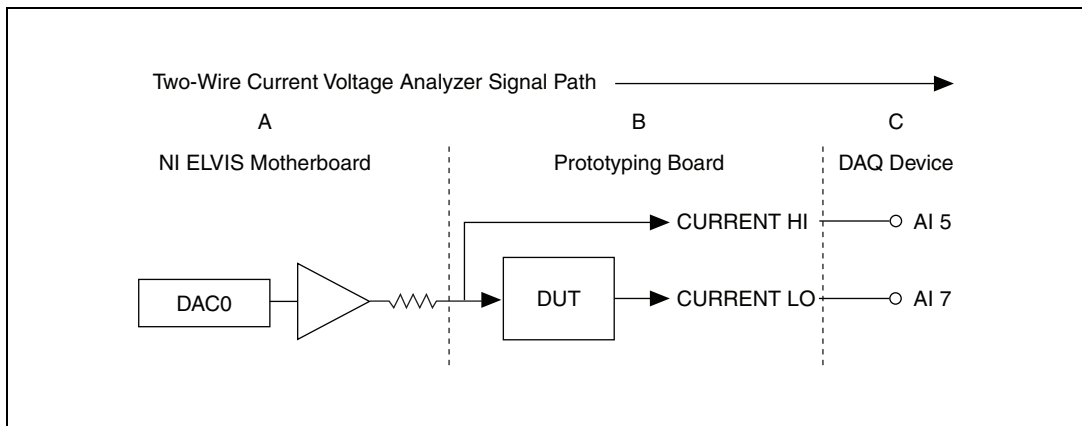 Two-Wire Current Voltage Analyzer Signal Path
A B C
NI ELVIS Motherboard Prototyping Board DAQ Device
CURRENT HI AI 5
DAC0 DUT CURRENT LO AI 7